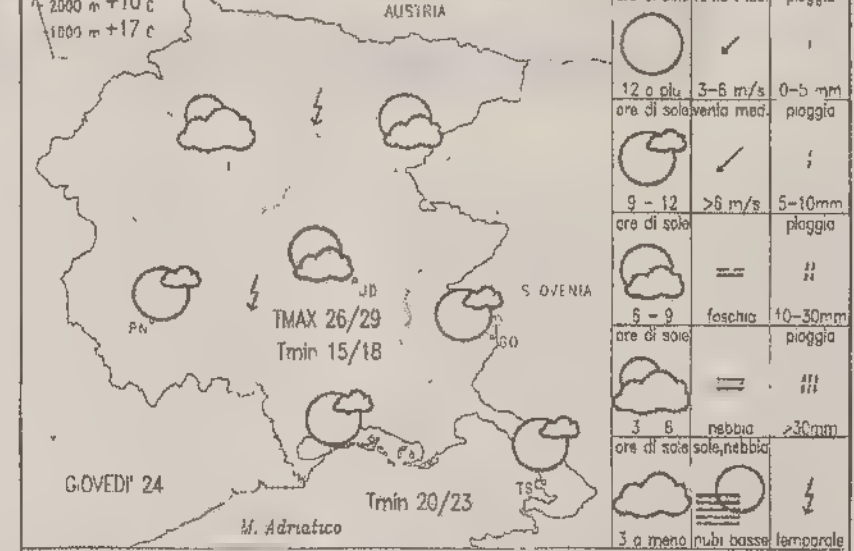 2000 m +10 C
1000 m +17 C
AUSTRIA
SLOVENIA
PN
UD
GO
TMAX 26/29
Tmin 15/18
TS
Tmin 20/23
GIOVEDI' 24
M. Adriatico
12 o piu
3-6 m/s
0-5 mm
ore di sole
vento med.
pioggia
9 - 12
>6 m/s
5-10mm
ore di sole
pioggia
6 - 9
foschia
10-30mm
ore di sole
pioggia
3 6
nebbia
>30mm
ore di sole
sole,nebbia
3 o meno
nubi basse
temporale